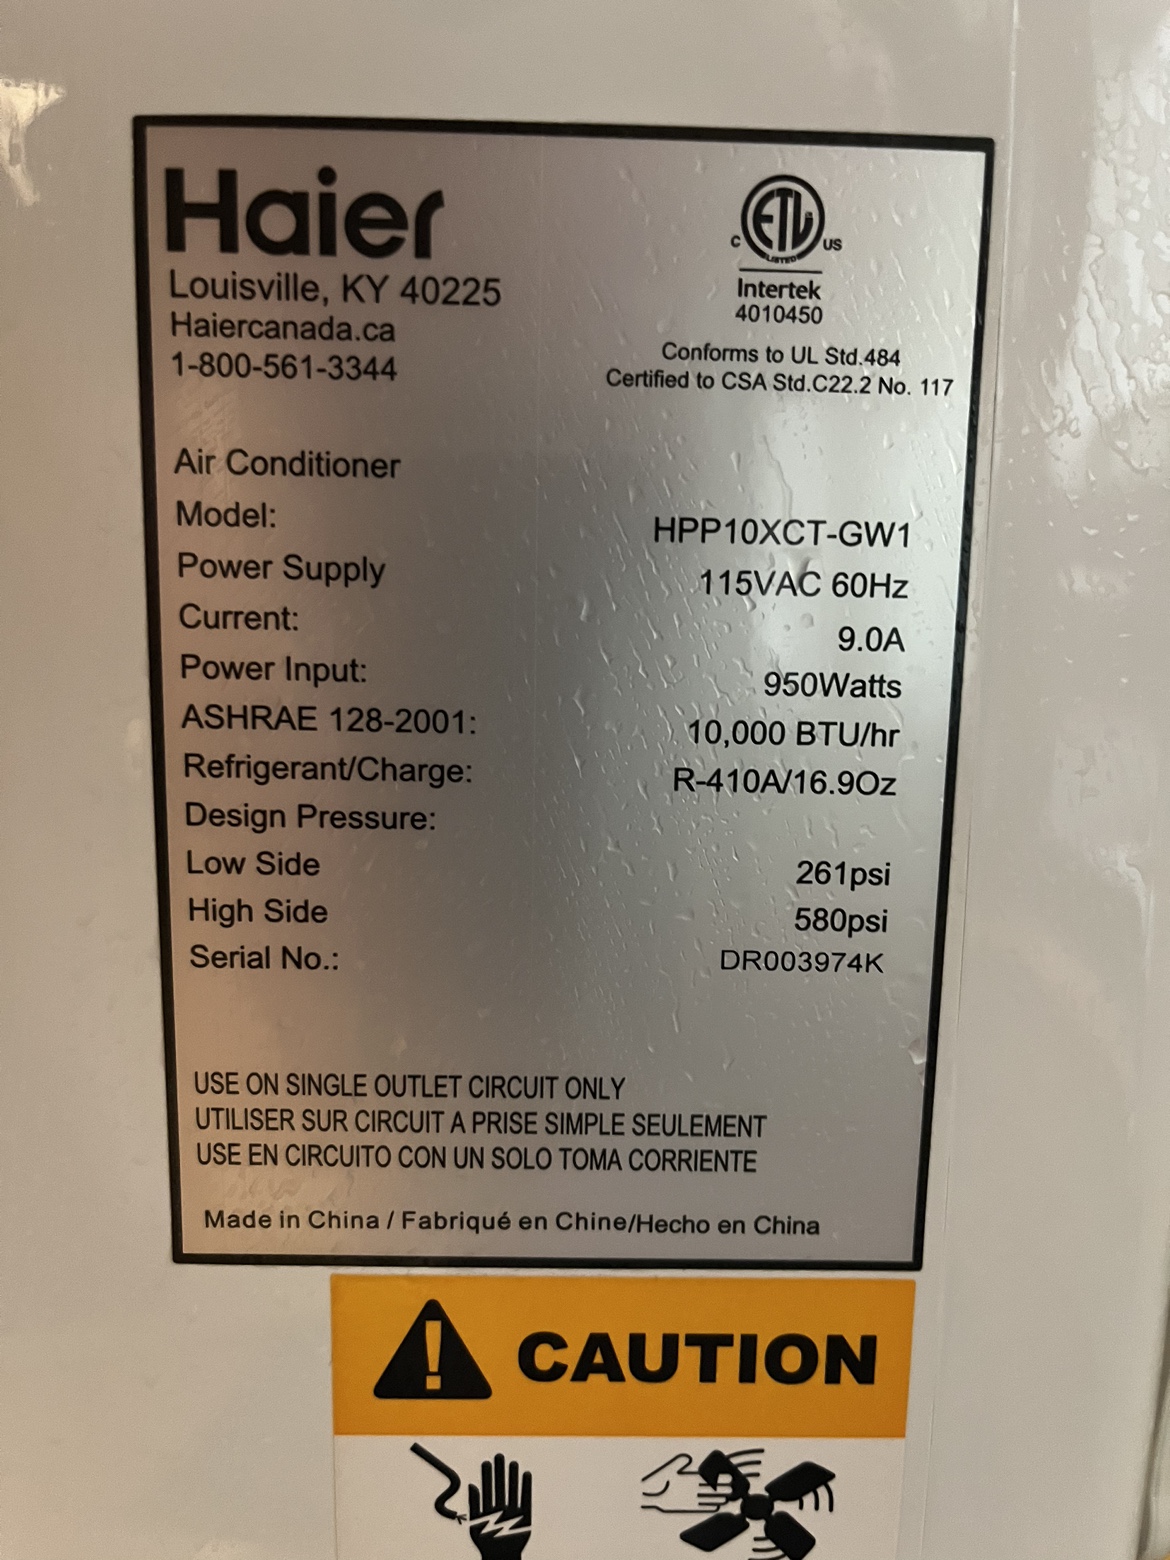 Haier
Louisville, KY 40225
Haiercanada.ca
1-800-561-3344
C ETL US
LISTED
Intertek
4010450
Conforms to UL Std.484
Certified to CSA Std.C22.2 No. 117
Air Conditioner
Model: HPP10XCT-GW1
Power Supply 115VAC 60Hz
Current: 9.0A
Power Input: 950Watts
ASHRAE 128-2001: 10,000 BTU/hr
Refrigerant/Charge: R-410A/16.9Oz
Design Pressure:
Low Side 261psi
High Side 580psi
Serial No.: DR003974K
USE ON SINGLE OUTLET CIRCUIT ONLY
UTILISER SUR CIRCUIT A PRISE SIMPLE SEULEMENT
USE EN CIRCUITO CON UN SOLO TOMA CORRIENTE
Made in China / Fabriqué en Chine/Hecho en China
CAUTION